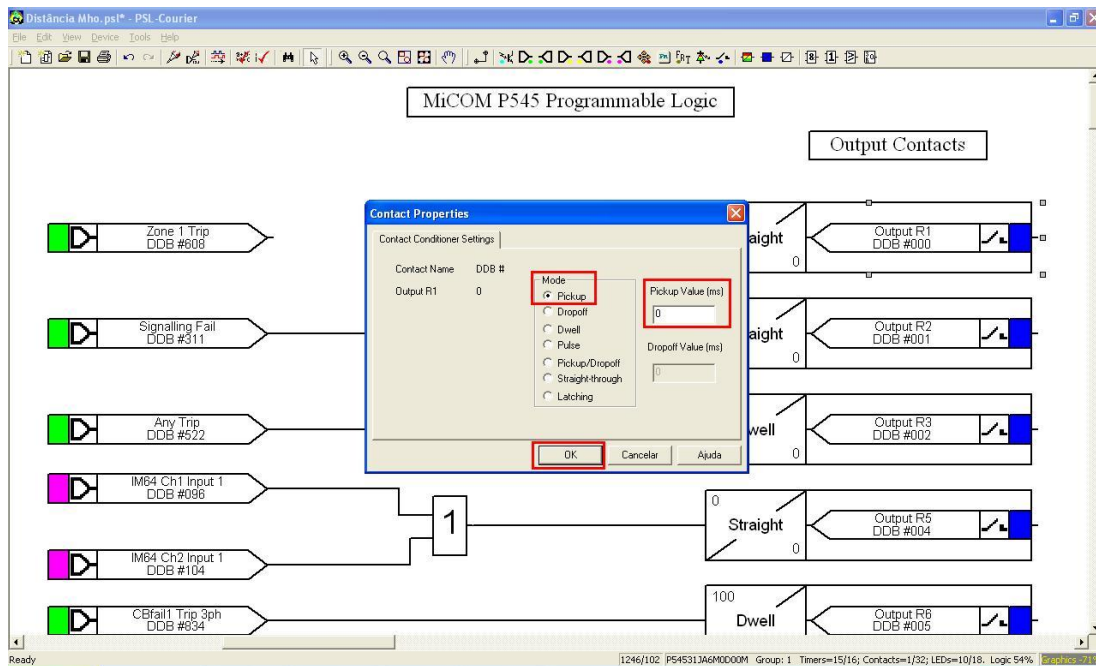 Distância Mho.psl* - PSL-Courier
File Edit View Device Tools Help
MiCOM P545 Programmable Logic
Output Contacts
Zone 1 Trip
DDB #608
aight
0
Output R1
DDB #000
Contact Properties
Contact Conditioner Settings
Contact Name DDB #
Output R1 0
Mode
Pickup
Dropoff
Dwell
Pulse
Pickup/Dropoff
Straight-through
Latching
Pickup Value (ms)
0
Dropoff Value (ms)
0
OK Cancelar Ajuda
Signalling Fail
DDB #311
aight
0
Output R2
DDB #001
Any Trip
DDB #522
well
0
Output R3
DDB #002
IM64 Ch1 Input 1
DDB #096
1
0
Straight
0
Output R5
DDB #004
IM64 Ch2 Input 1
DDB #104
CBfail1 Trip 3ph
DDB #834
100
Dwell
Output R6
DDB #005
Ready
1246/102 P54531JA6M0D00M Group: 1 Timers=15/16; Contacts=1/32; LEDs=10/18. Logic 54% Graphics -71%